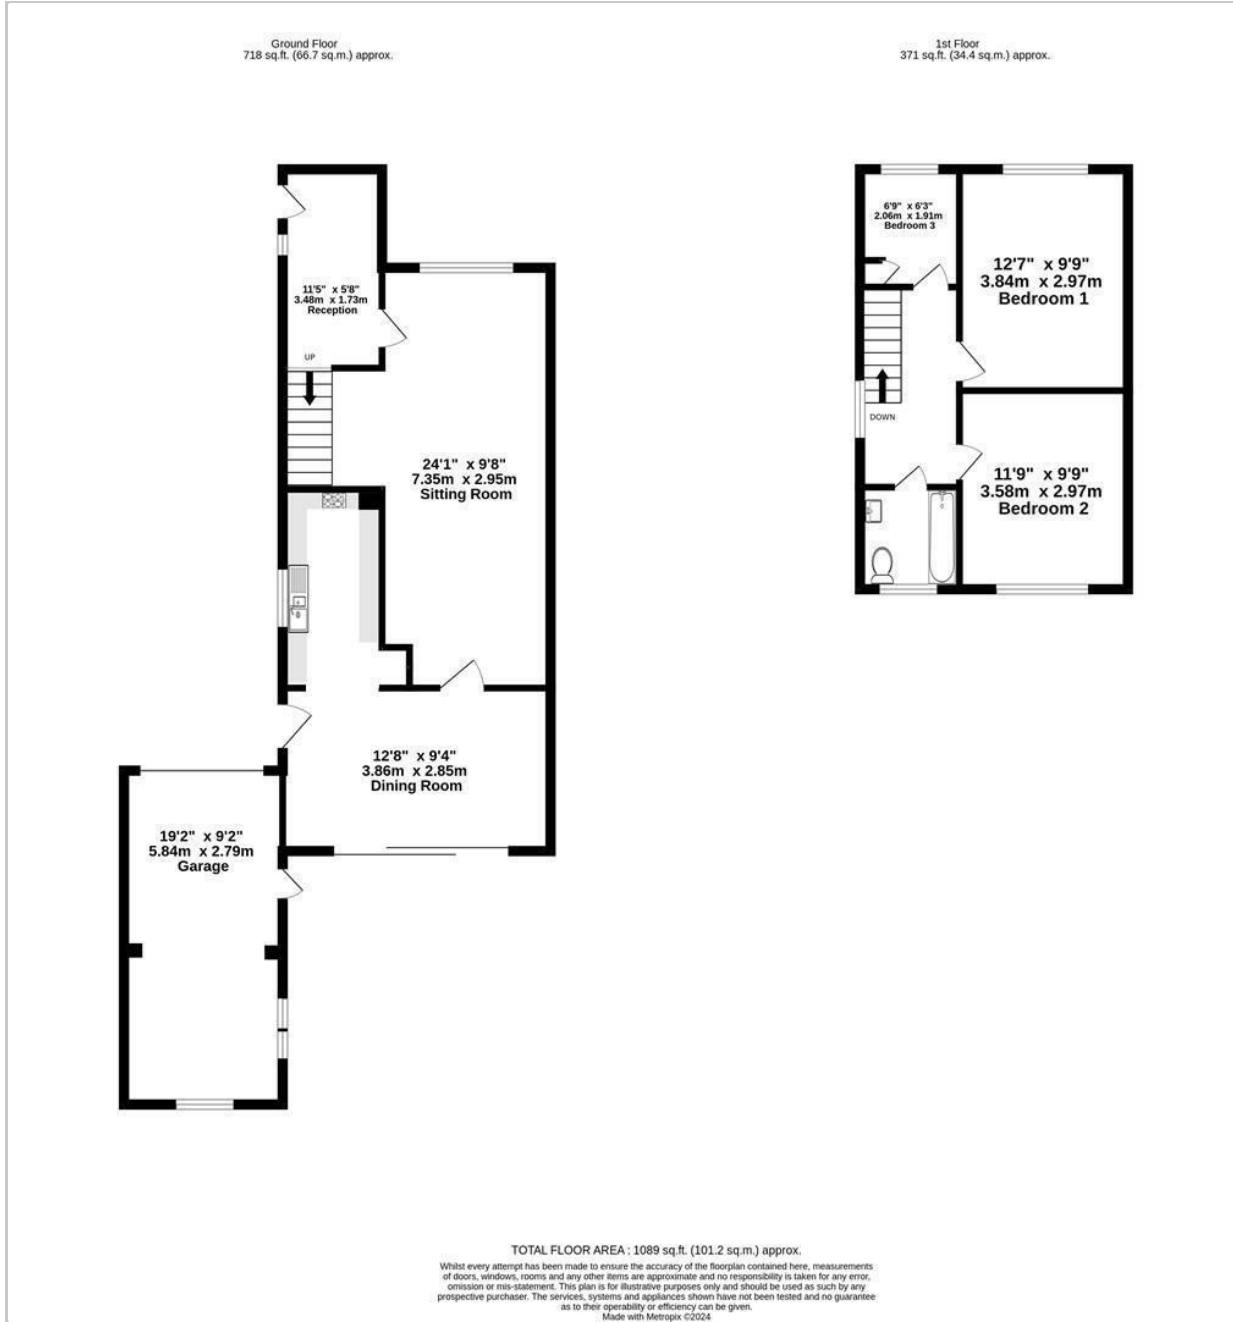 Ground Floor
718 sq.ft. (66.7 sq.m.) approx.
1st Floor
371 sq.ft. (34.4 sq.m.) approx.
11'5" x 5'8"
3.48m x 1.73m
Reception
UP
24'1" x 9'8"
7.35m x 2.95m
Sitting Room
12'8" x 9'4"
3.86m x 2.85m
Dining Room
19'2" x 9'2"
5.84m x 2.79m
Garage
6'9" x 6'3"
2.06m x 1.91m
Bedroom 3
12'7" x 9'9"
3.84m x 2.97m
Bedroom 1
DOWN
11'9" x 9'9"
3.58m x 2.97m
Bedroom 2
TOTAL FLOOR AREA : 1089 sq.ft. (101.2 sq.m.) approx.
Whilst every attempt has been made to ensure the accuracy of the floorplan contained here, measurements
of doors, windows, rooms and any other items are approximate and no responsibility is taken for any error,
omission or mis-statement. This plan is for illustrative purposes only and should be used as such by any
prospective purchaser. The services, systems and appliances shown have not been tested and no guarantee
as to their operability or efficiency can be given.
Made with Metropix ©2024